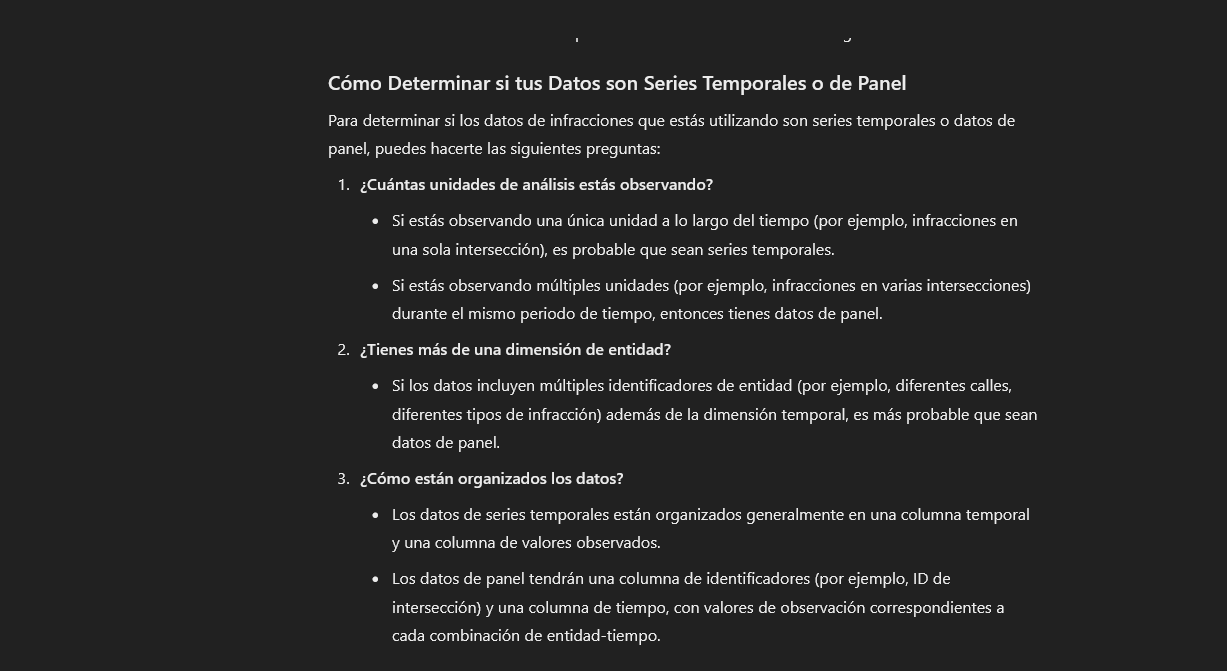 Cómo Determinar si tus Datos son Series Temporales o de Panel
Para determinar si los datos de infracciones que estás utilizando son series temporales o datos de
panel, puedes hacerte las siguientes preguntas:
1. ¿Cuántas unidades de análisis estás observando?
• Si estás observando una única unidad a lo largo del tiempo (por ejemplo, infracciones en
una sola intersección), es probable que sean series temporales.
• Si estás observando múltiples unidades (por ejemplo, infracciones en varias intersecciones)
durante el mismo periodo de tiempo, entonces tienes datos de panel.
2. ¿Tienes más de una dimensión de entidad?
• Si los datos incluyen múltiples identificadores de entidad (por ejemplo, diferentes calles,
diferentes tipos de infracción) además de la dimensión temporal, es más probable que sean
datos de panel.
3. ¿Cómo están organizados los datos?
• Los datos de series temporales están organizados generalmente en una columna temporal
y una columna de valores observados.
• Los datos de panel tendrán una columna de identificadores (por ejemplo, ID de
intersección) y una columna de tiempo, con valores de observación correspondientes a
cada combinación de entidad-tiempo.